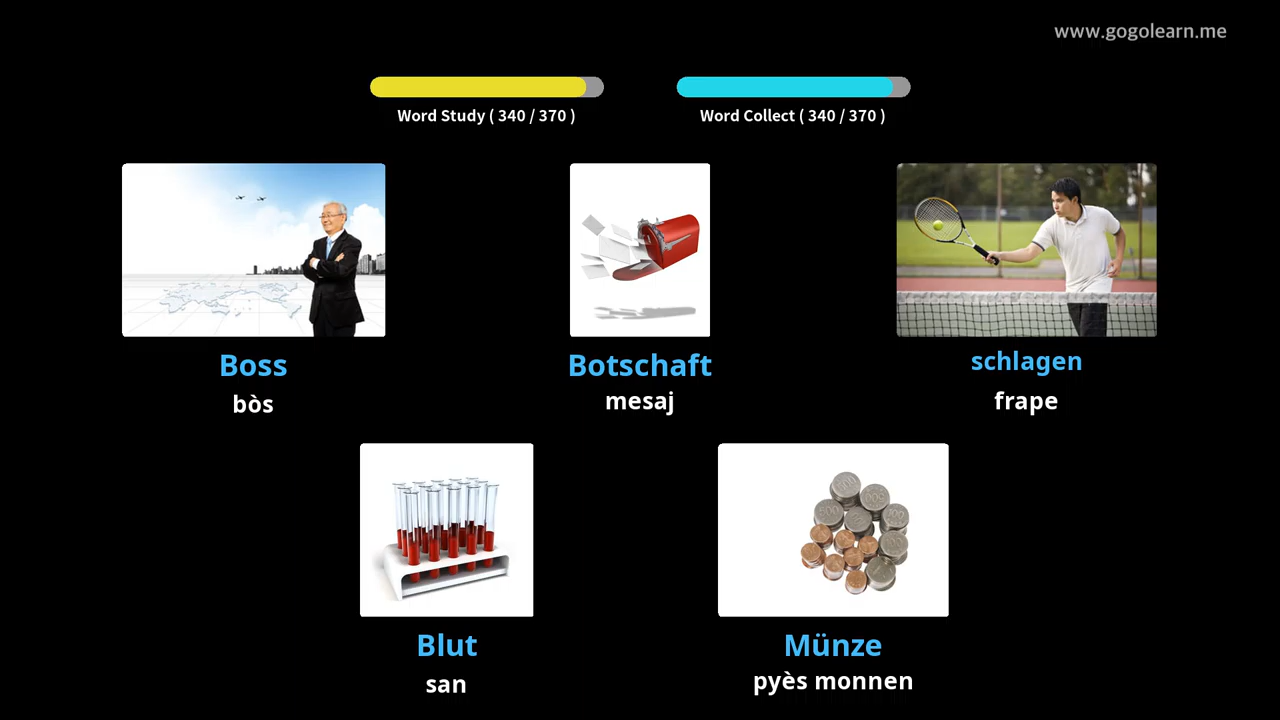 www.gogolearn.me
Word Study ( 340 / 370 )
Word Collect ( 340 / 370 )
Boss
bòs
Botschaft
mesaj
schlagen
frape
Blut
san
Münze
pyès monnen